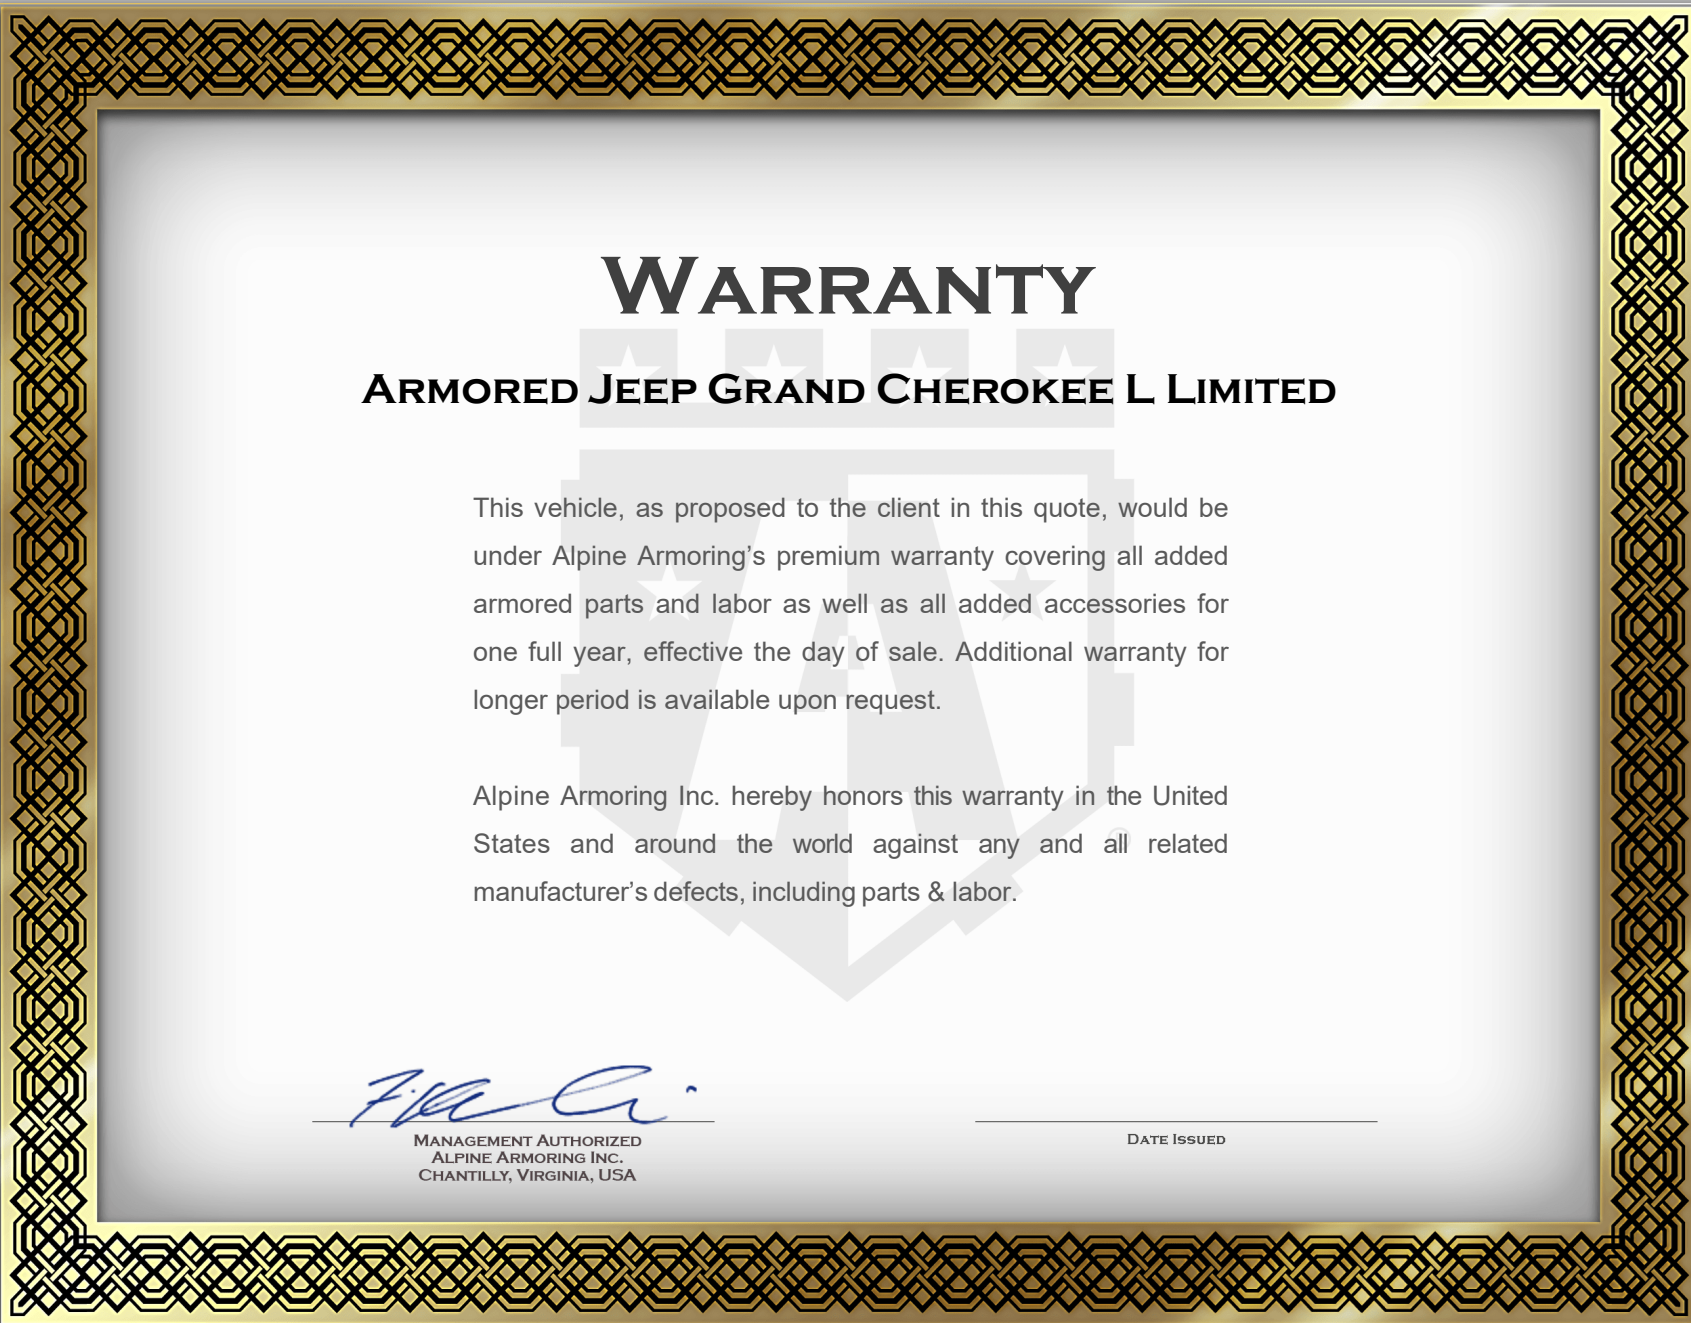 WARRANTY
ARMORED JEEP GRAND CHEROKEE L LIMITED
This vehicle, as proposed to the client in this quote, would be
under Alpine Armoring’s premium warranty covering all added
armored parts and labor as well as all added accessories for
one full year, effective the day of sale. Additional warranty for
longer period is available upon request.
Alpine Armoring Inc. hereby honors this warranty in the United
States and around the world against any and all related
manufacturer’s defects, including parts & labor.
MANAGEMENT AUTHORIZED
ALPINE ARMORING INC.
CHANTILLY, VIRGINIA, USA
DATE ISSUED